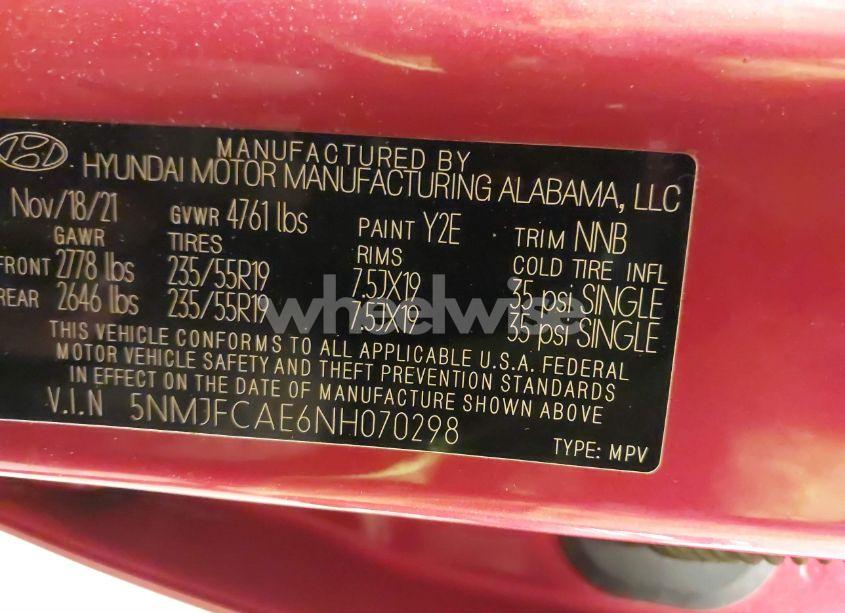 MANUFACTURED BY
HYUNDAI MOTOR MANUFACTURING ALABAMA, LLC
Nov/18/21 GVWR 4761 lbs PAINT Y2E TRIM NNB
GAWR TIRES RIMS COLD TIRE INFL
FRONT 2778 lbs 235/55R19 7.5JX19 35 psi SINGLE
REAR 2646 lbs 235/55R19 7.5JX19 35 psi SINGLE
wheelwise
THIS VEHICLE CONFORMS TO ALL APPLICABLE U.S.A. FEDERAL
MOTOR VEHICLE SAFETY AND THEFT PREVENTION STANDARDS
IN EFFECT ON THE DATE OF MANUFACTURE SHOWN ABOVE
V.I.N 5NMJFCAE6NH070298
TYPE: MPV